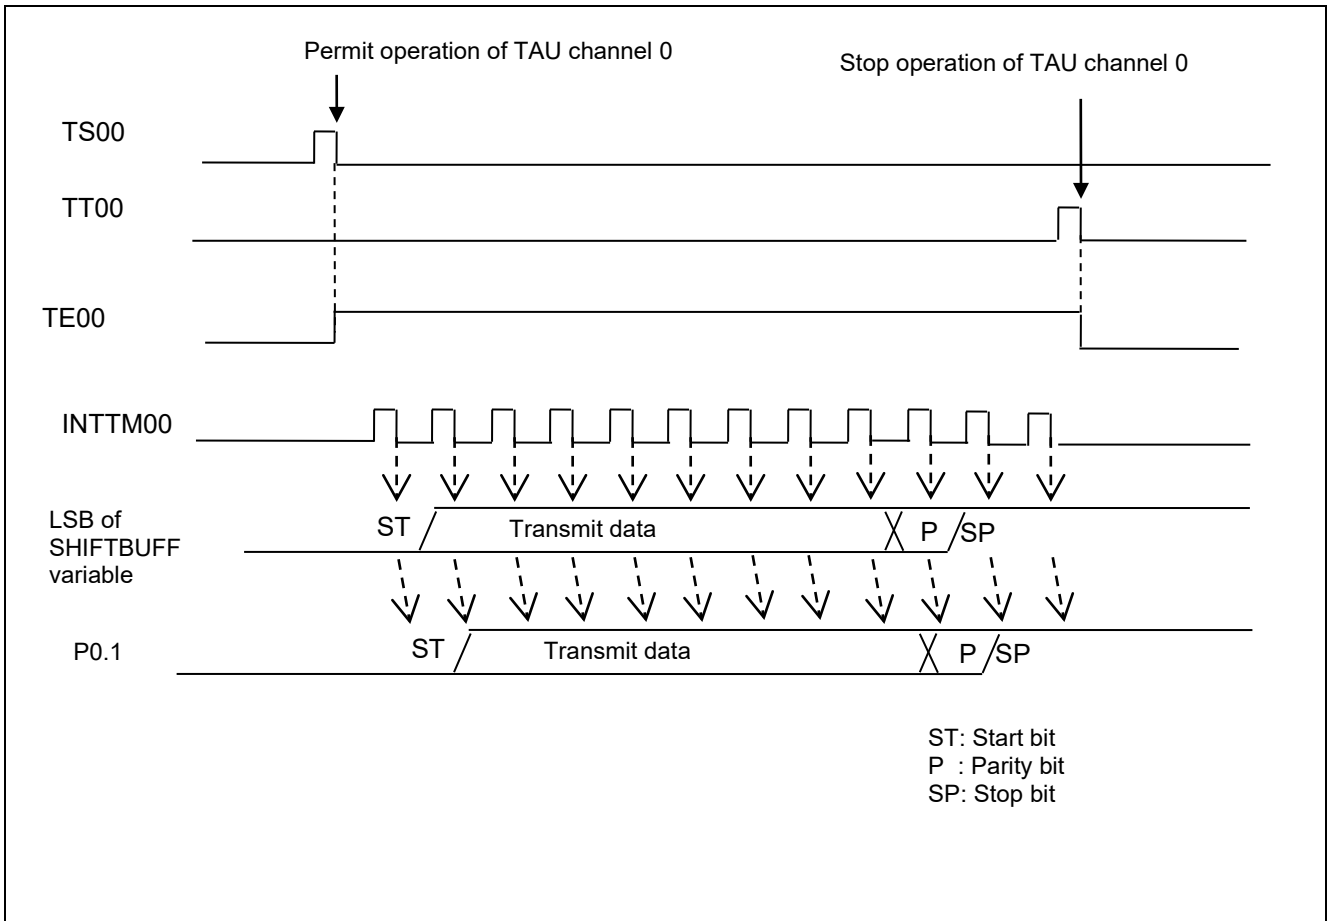 Permit operation of TAU channel 0
Stop operation of TAU channel 0
TS00
TT00
TE00
INTTM00
LSB of
SHIFTBUFF
variable
ST
Transmit data
P
SP
P0.1
ST
Transmit data
P
SP
ST: Start bit
P : Parity bit
SP: Stop bit